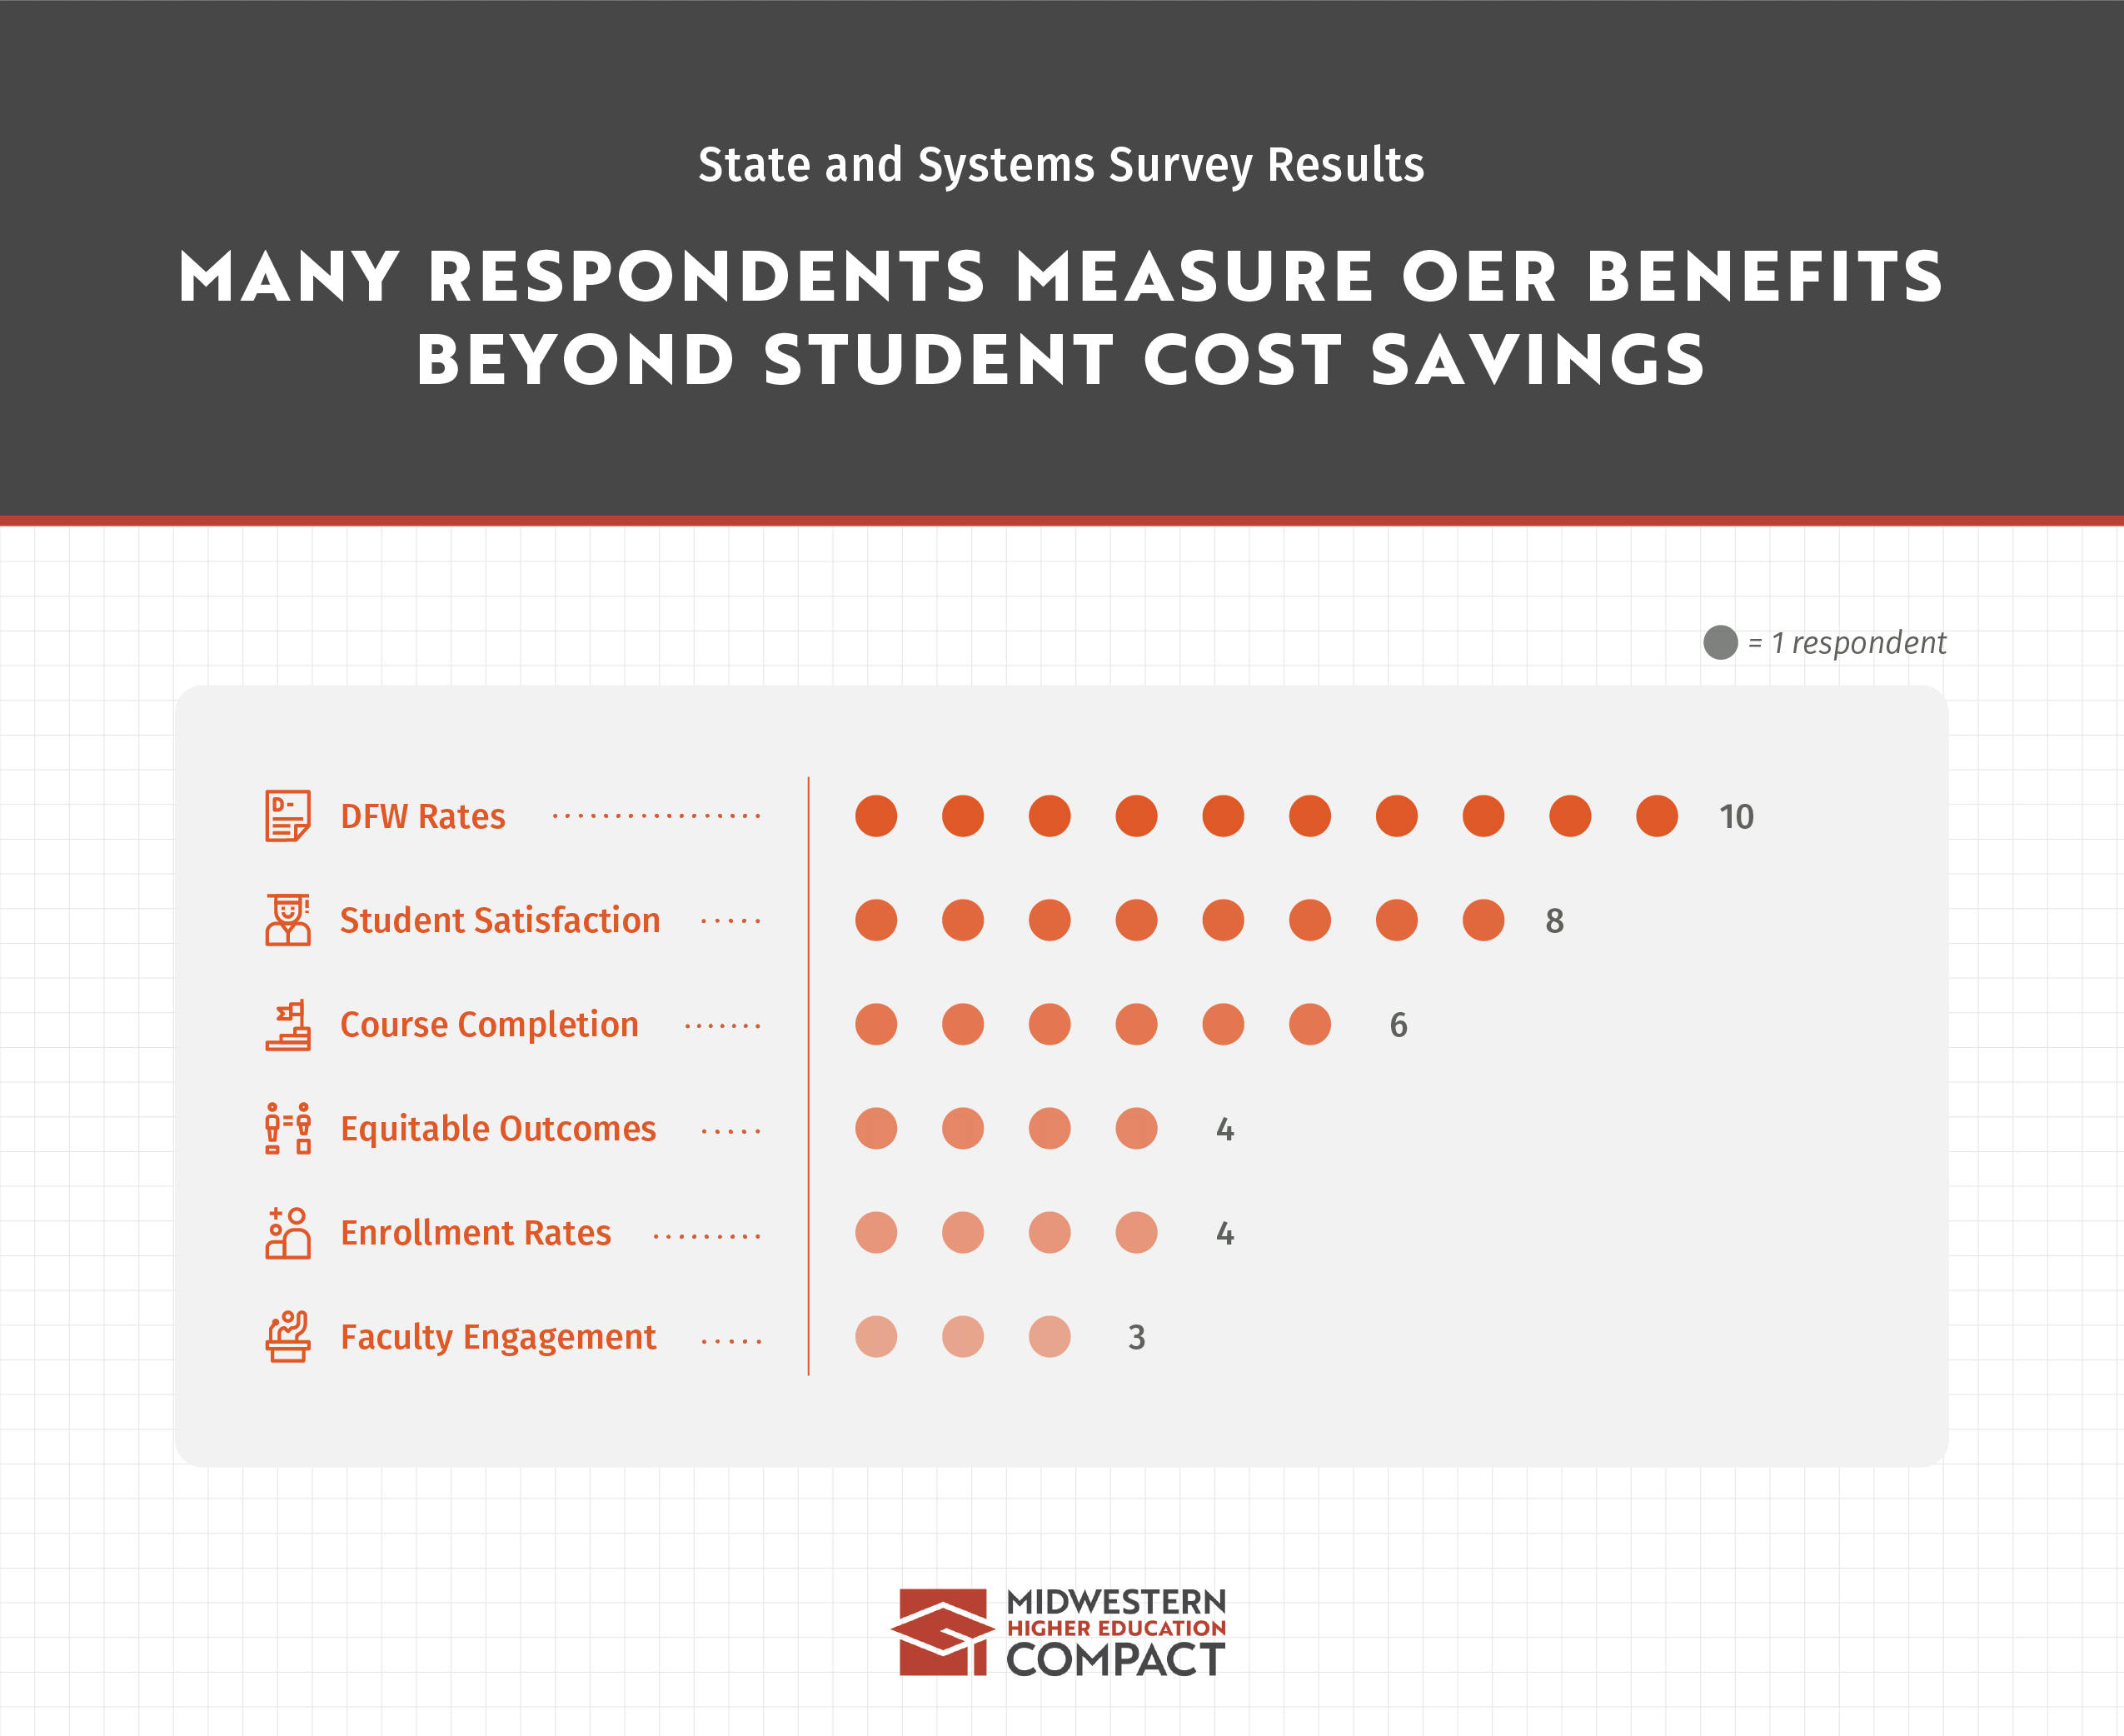 State and Systems Survey Results
MANY RESPONDENTS MEASURE OER BENEFITS
BEYOND STUDENT COST SAVINGS
= 1 respondent
D-
DFW Rates 10
Student Satisfaction 8
Course Completion 6
Equitable Outcomes 4
Enrollment Rates 4
Faculty Engagement 3
MIDWESTERN
HIGHER EDUCATION
COMPACT